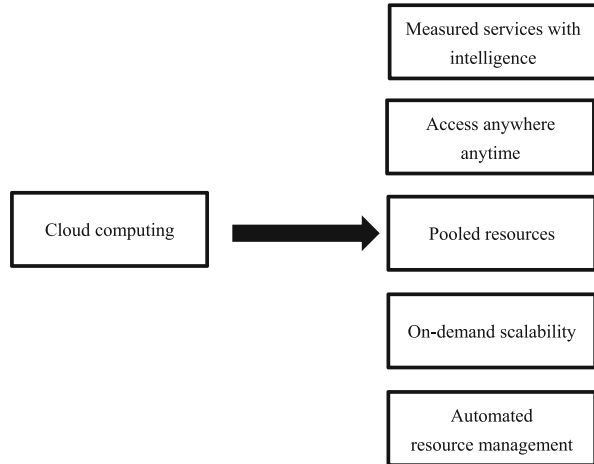 Measured services with
intelligence
Access anywhere
anytime
Cloud computing
Pooled resources
On-demand scalability
Automated
resource management